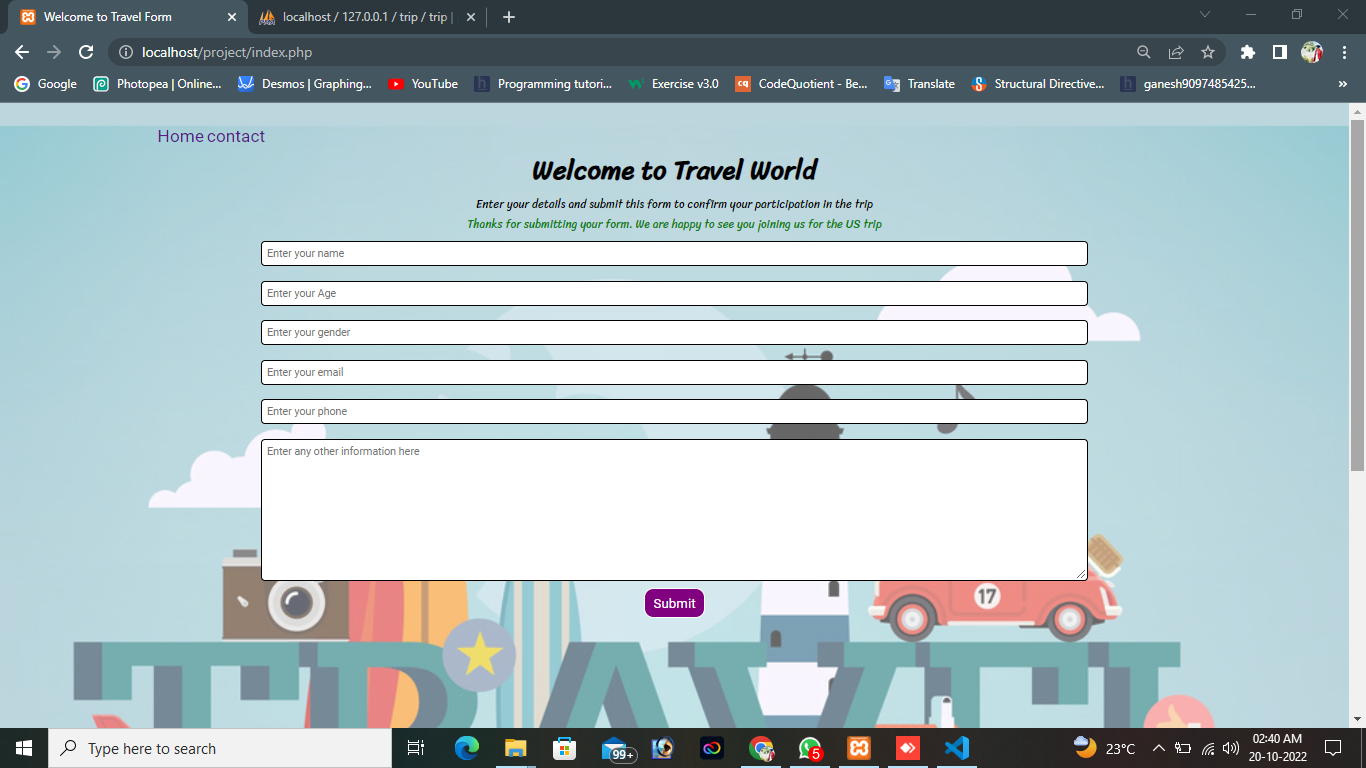 Welcome to Travel Form
localhost / 127.0.0.1 / trip / trip |
localhost/project/index.php
Google
Photopea | Online...
Desmos | Graphing...
YouTube
Programming tutori...
Exercise v3.0
CodeQuotient - Be...
Translate
Structural Directive...
ganesh9097485425...
»
Home contact
Welcome to Travel World
Enter your details and submit this form to confirm your participation in the trip
Thanks for submitting your form. We are happy to see you joining us for the US trip
Enter your name
Enter your Age
Enter your gender
Enter your email
Enter your phone
Enter any other information here
Submit
17
TRAVEL
Type here to search
99+
5
23°C
02:40 AM
20-10-2022